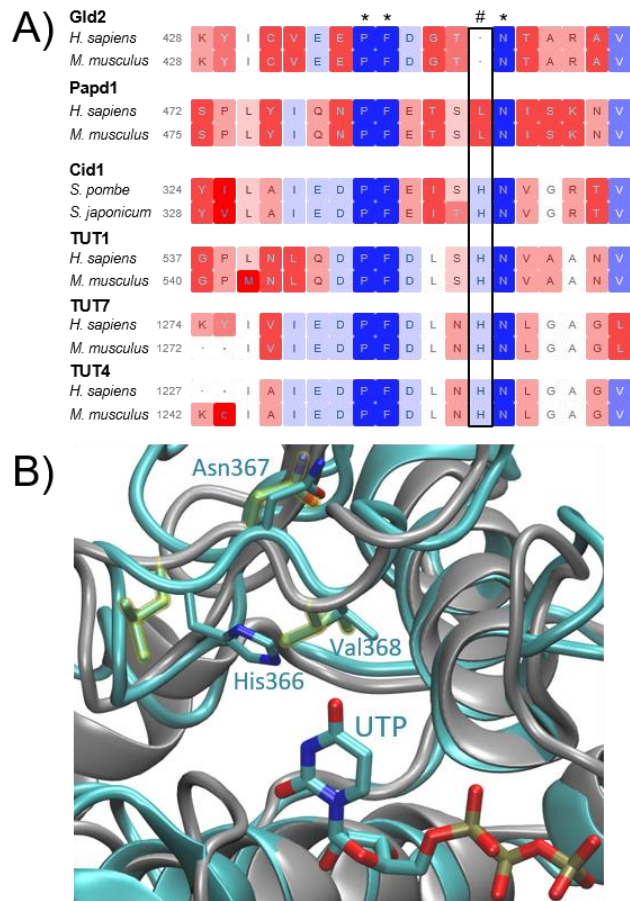 A)
Gld2
* * # *
H. sapiens 428 K Y I C V E E P F D G T - N T A R A V
M. musculus 428 K Y I C V E E P F D G T - N T A R A V
Papd1
H. sapiens 472 S P L Y I Q N P F E T S L N I S K N V
M. musculus 475 S P L Y I Q N P F E T S L N I S K N V
Cid1
S. pombe 324 Y I L A I E D P F E I S H N V G R T V
S. japonicum 328 Y V L A I E D P F E I T H N V G R T V
TUT1
H. sapiens 537 G P L N L Q D P F D L S H N V A A N V
M. musculus 540 G P M N L Q D P F D L S H N V A A N V
TUT7
H. sapiens 1274 K Y I V I E D P F D L N H N L G A G L
M. musculus 1272 - - I V I E D P F D L N H N L G A G L
TUT4
H. sapiens 1227 - - I A I E D P F D L N H N L G A G V
M. musculus 1242 K C I A I E D P F D L N H N L G A G V
B)
Asn367
Val368
His366
UTP